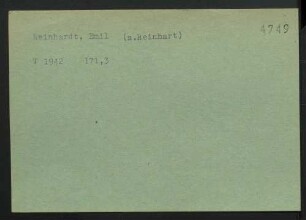 Reinhardt, Emil (s.Reinhart)
4749
V 1942 171,3